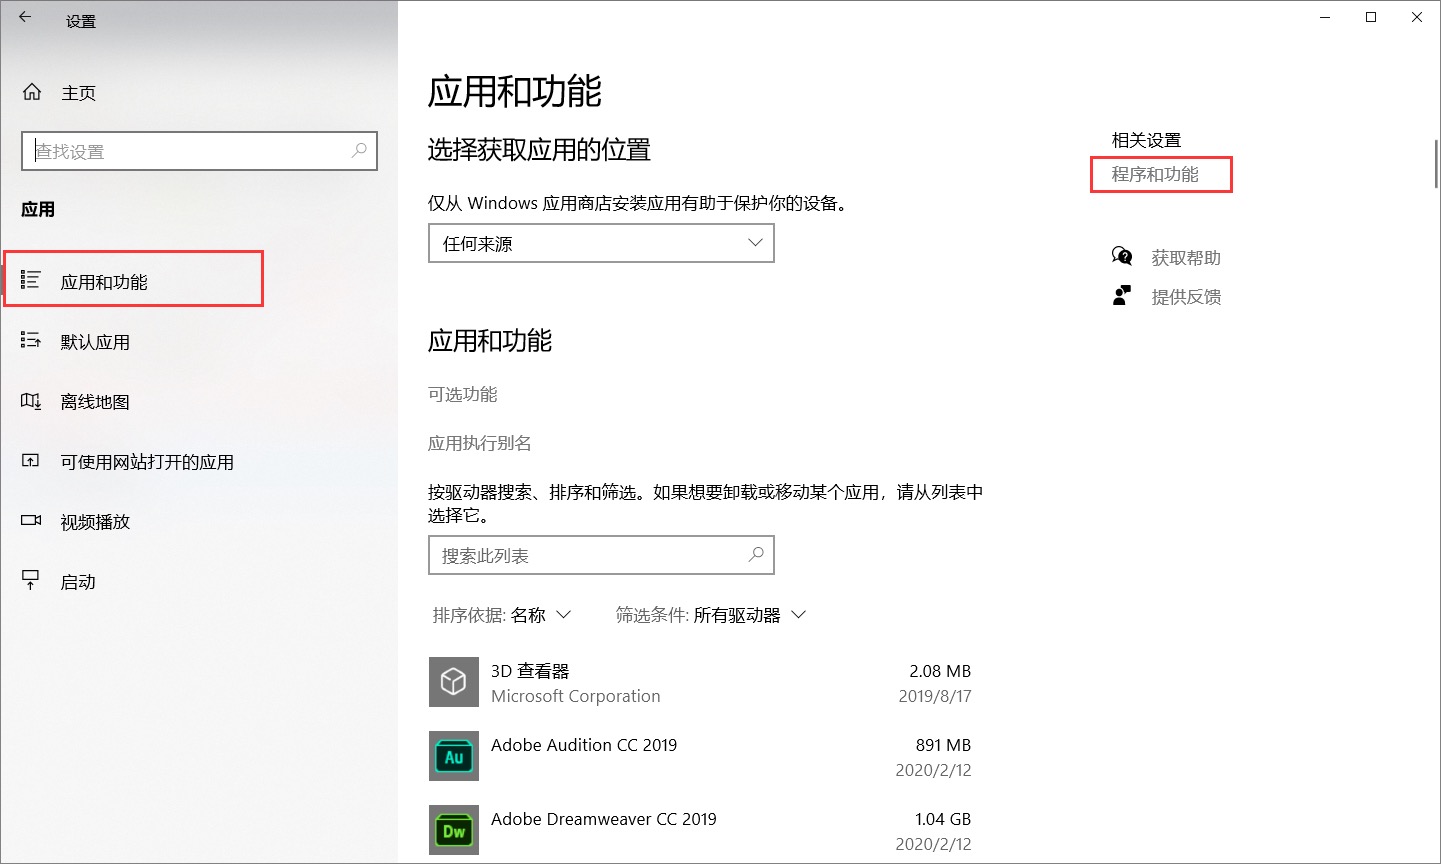 设置
主页
查找设置
应用
应用和功能
默认应用
离线地图
可使用网站打开的应用
视频播放
启动
应用和功能
选择获取应用的位置
仅从 Windows 应用商店安装应用有助于保护你的设备。
任何来源
应用和功能
可选功能
应用执行别名
按驱动器搜索、排序和筛选。如果想要卸载或移动某个应用，请从列表中
选择它。
搜索此列表
排序依据: 名称 筛选条件: 所有驱动器
3D 查看器 2.08 MB
Microsoft Corporation 2019/8/17
Au
Adobe Audition CC 2019 891 MB
2020/2/12
Dw
Adobe Dreamweaver CC 2019 1.04 GB
2020/2/12
相关设置
程序和功能
获取帮助
提供反馈